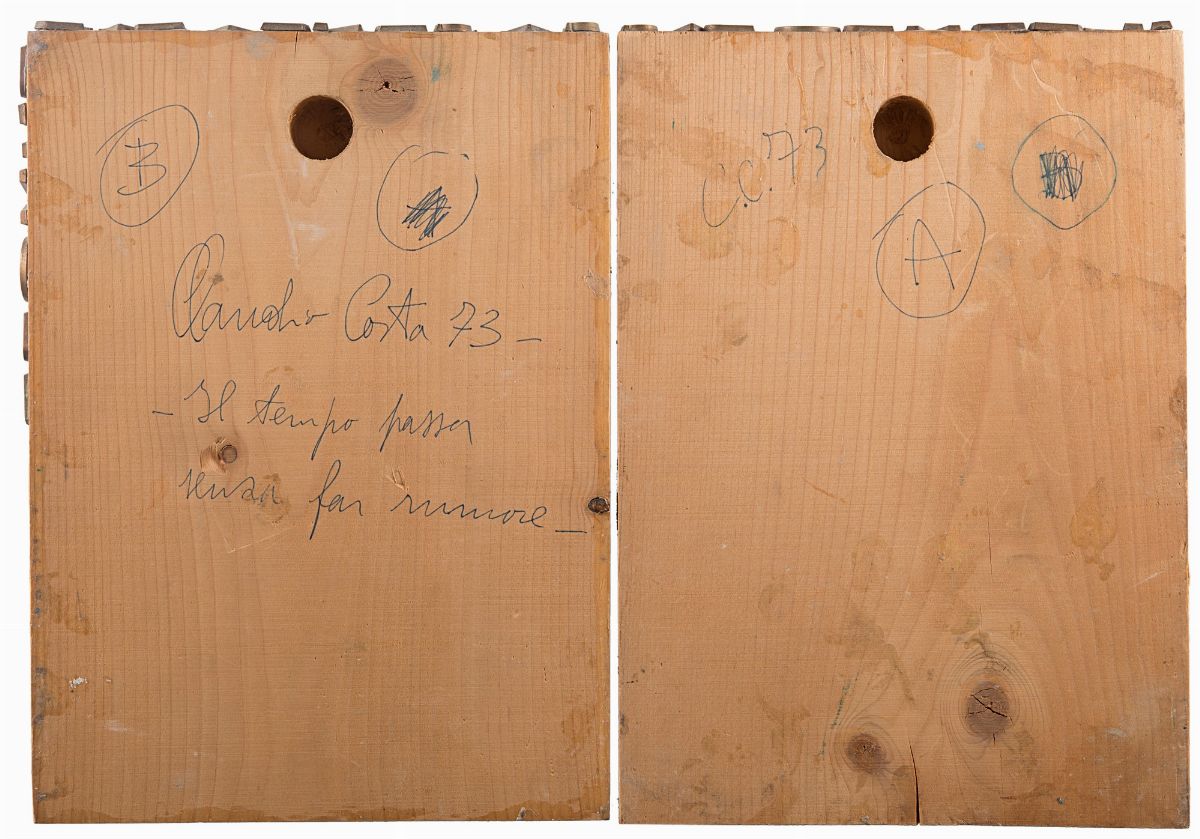 B
Claudio Costa 73 —
— Il tempo passa
senza far rumore —
C.C. 73
A